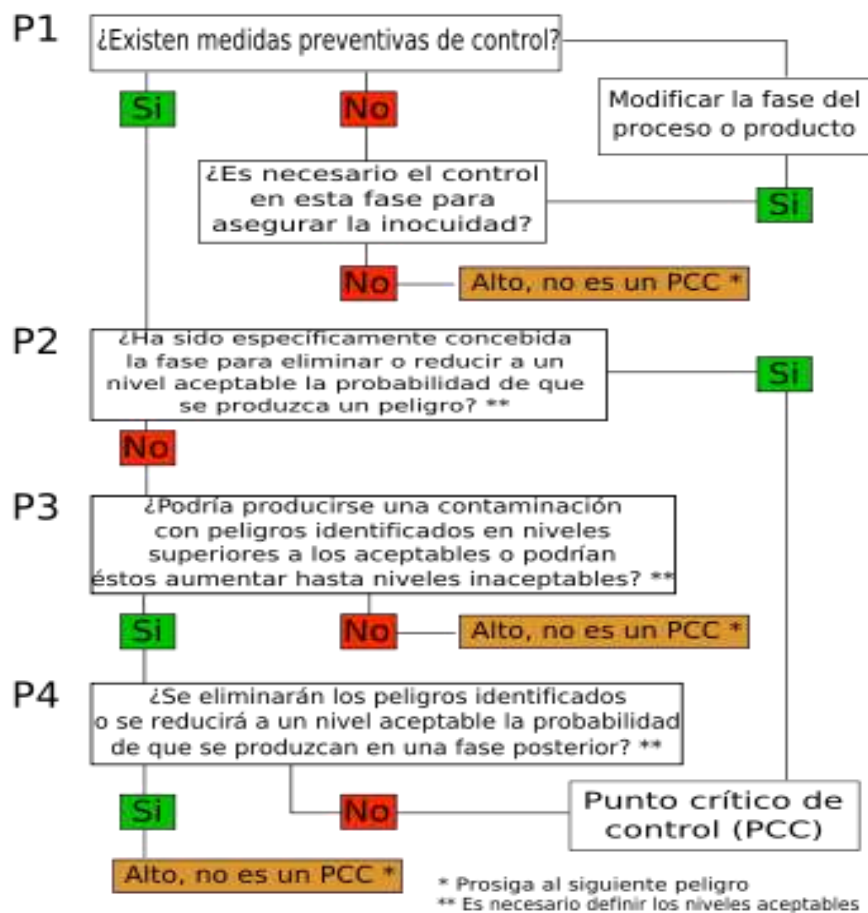 P1
¿Existen medidas preventivas de control?
Si
No
Modificar la fase del
proceso o producto
¿Es necesario el control
en esta fase para
asegurar la inocuidad?
Si
No
Alto, no es un PCC *
P2
¿Ha sido específicamente concebida
la fase para eliminar o reducir a un
nivel aceptable la probabilidad de que
se produzca un peligro? **
Si
No
P3
¿Podría producirse una contaminación
con peligros identificados en niveles
superiores a los aceptables o podrían
éstos aumentar hasta niveles inaceptables? **
Si
No
Alto, no es un PCC *
P4
¿Se eliminarán los peligros identificados
o se reducirá a un nivel aceptable la probabilidad
de que se produzcan en una fase posterior? **
Si
No
Punto crítico de
control (PCC)
Alto, no es un PCC *
* Prosiga al siguiente peligro
** Es necesario definir los niveles aceptables